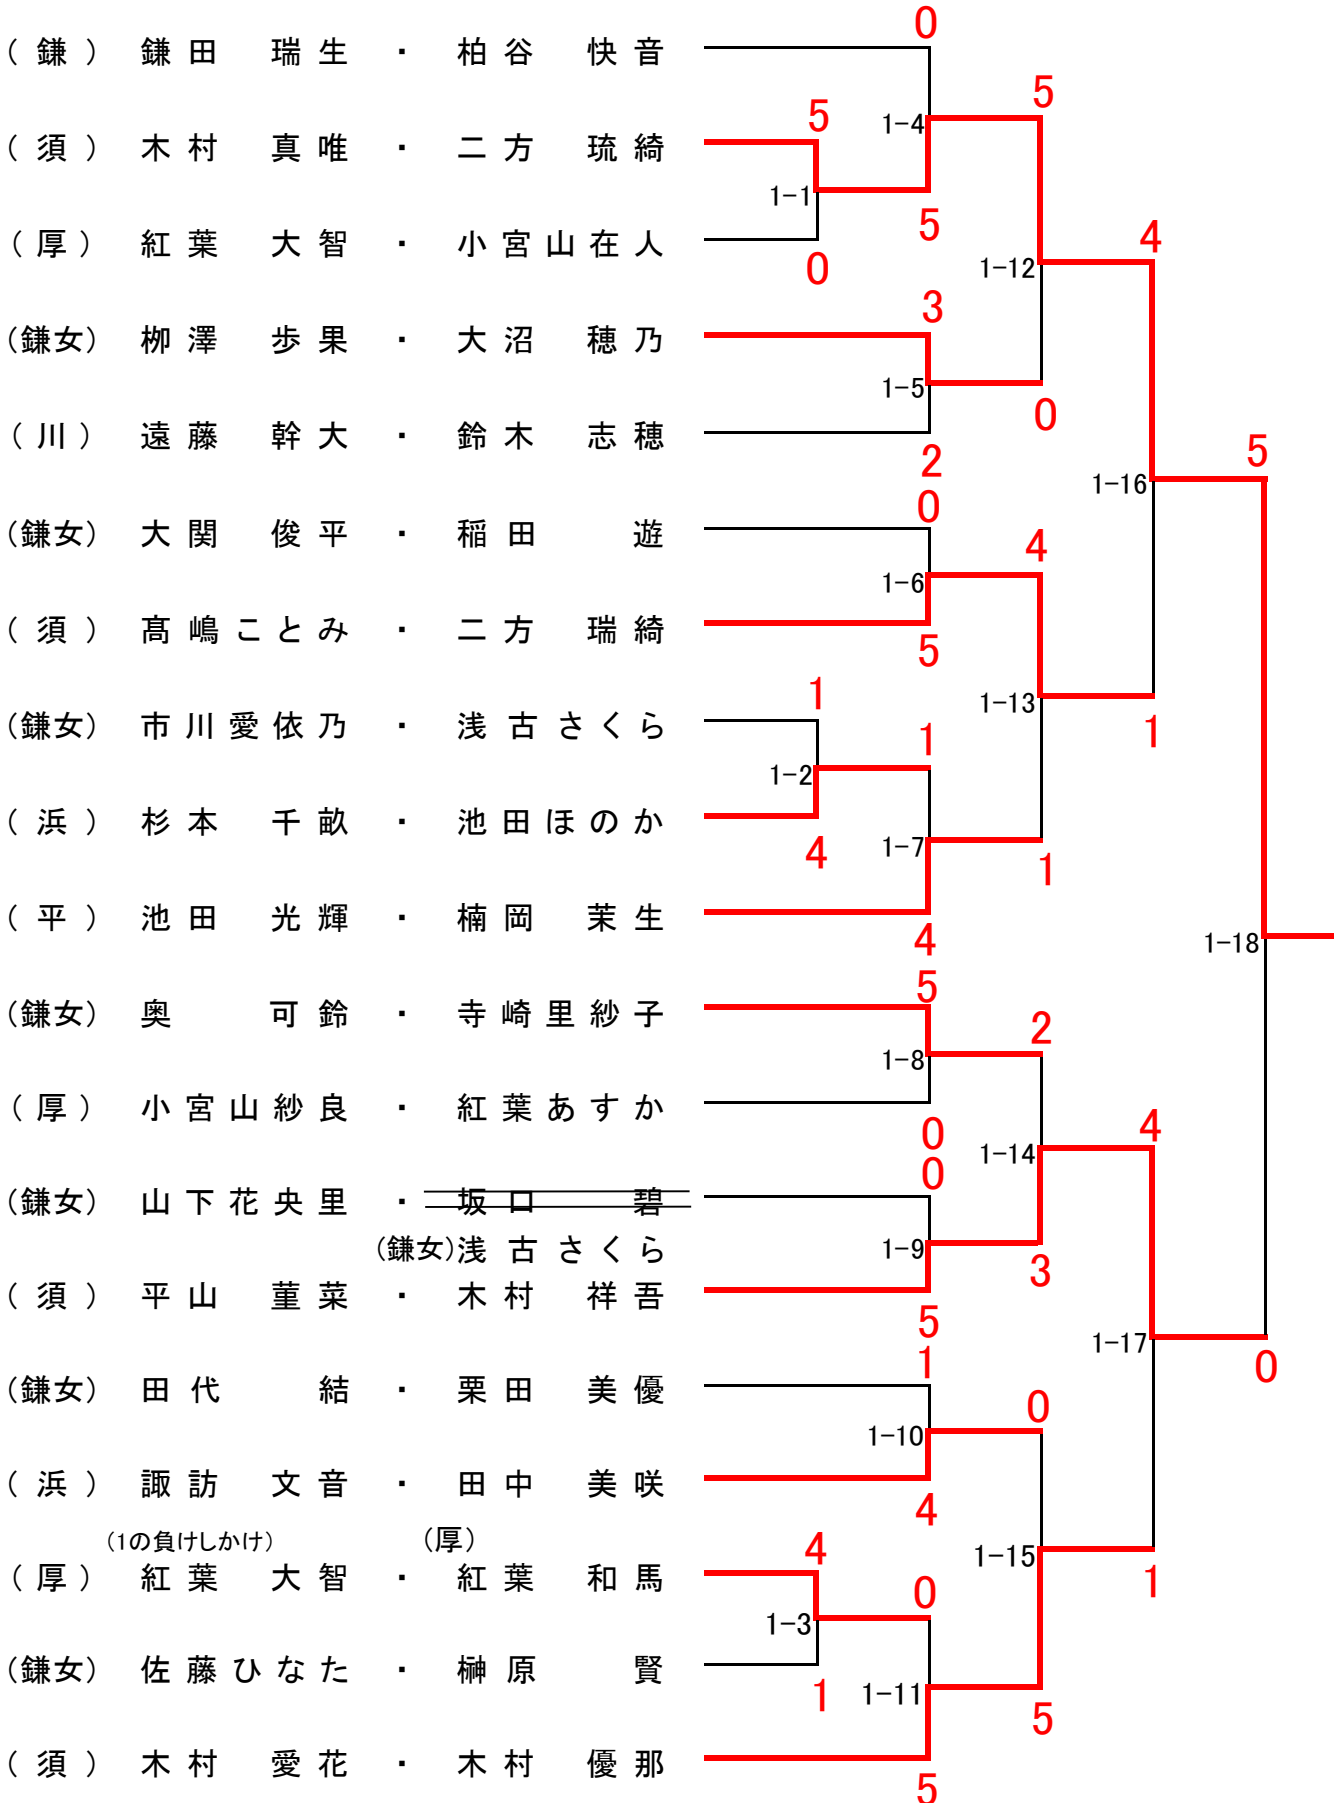 0
(鎌) 鎌田 瑞生 ・ 柏谷 快音
5
5
1-4
(須) 木村 真唯 ・ 二方 琉綺
1-1
5
4
(厚) 紅葉 大智 ・ 小宮山在人
0
1-12
3
(鎌女) 栁澤 歩果 ・ 大沼 穂乃
1-5
0
(川) 遠藤 幹大 ・ 鈴木 志穂
5
2
1-16
0
(鎌女) 大関 俊平 ・ 稲田 遊
4
1-6
(須) 髙嶋ことみ ・ 二方 瑞綺
5
1
1-13
(鎌女) 市川愛依乃 ・ 浅古さくら
1
1
1-2
(浜) 杉本 千畝 ・ 池田ほのか
4
1-7
1
(平) 池田 光輝 ・ 楠岡 茉生
4
1-18
5
(鎌女) 奥 可鈴 ・ 寺崎里紗子
2
1-8
(厚) 小宮山紗良 ・ 紅葉あすか
4
0
1-14
0
(鎌女) 山下花央里 ・ 坂口 碧
(鎌女)浅古さくら
1-9
3
(須) 平山 菫菜 ・ 木村 祥吾
5
1-17
1
0
(鎌女) 田代 結 ・ 栗田 美優
0
1-10
(浜) 諏訪 文音 ・ 田中 美咲
4
(1の負けしかけ) (厚)
4
1-15
(厚) 紅葉 大智 ・ 紅葉 和馬
1
0
1-3
(鎌女) 佐藤ひなた ・ 榊原 賢
1
1-11
5
(須) 木村 愛花 ・ 木村 優那
5